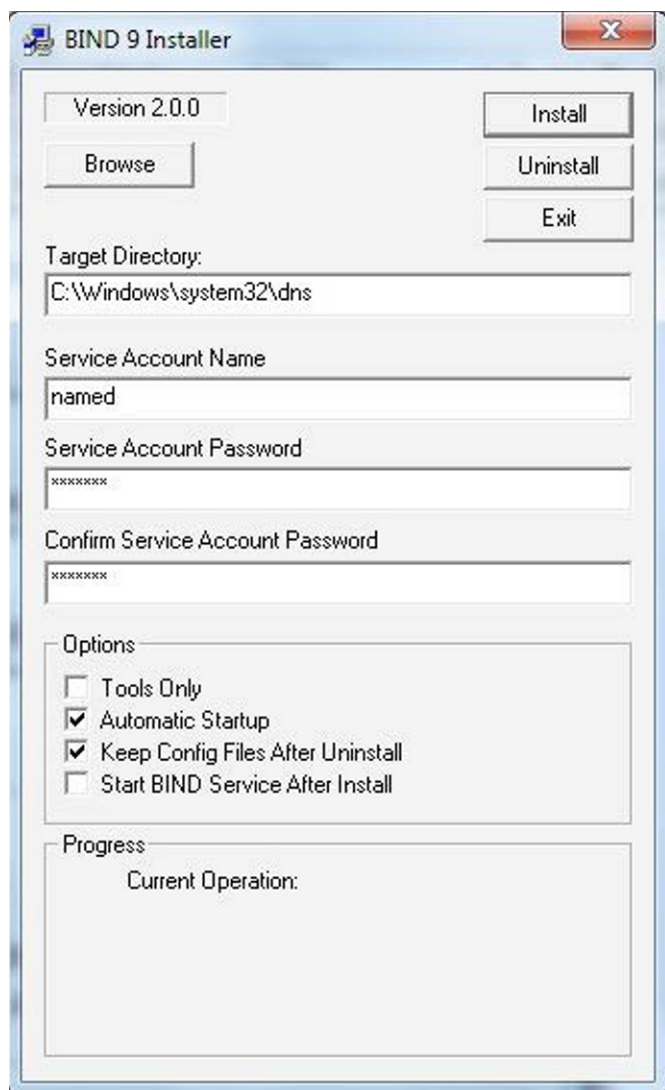 BIND 9 Installer
Version 2.0.0
Install
Browse
Uninstall
Exit
Target Directory:
C:\Windows\system32\dns
Service Account Name
named
Service Account Password
*******
Confirm Service Account Password
*******
Options
Tools Only
Automatic Startup
Keep Config Files After Uninstall
Start BIND Service After Install
Progress
Current Operation: